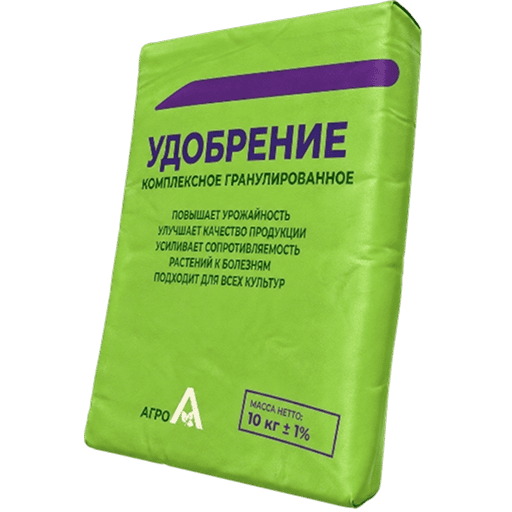 УДОБРЕНИЕ
КОМПЛЕКСНОЕ ГРАНУЛИРОВАННОЕ
ПОВЫШАЕТ УРОЖАЙНОСТЬ
УЛУЧШАЕТ КАЧЕСТВО ПРОДУКЦИИ
УСИЛИВАЕТ СОПРОТИВЛЯЕМОСТЬ
РАСТЕНИЙ К БОЛЕЗНЯМ
ПОДХОДИТ ДЛЯ ВСЕХ КУЛЬТУР
АГРО А
МАССА НЕТТО:
10 кг ± 1%